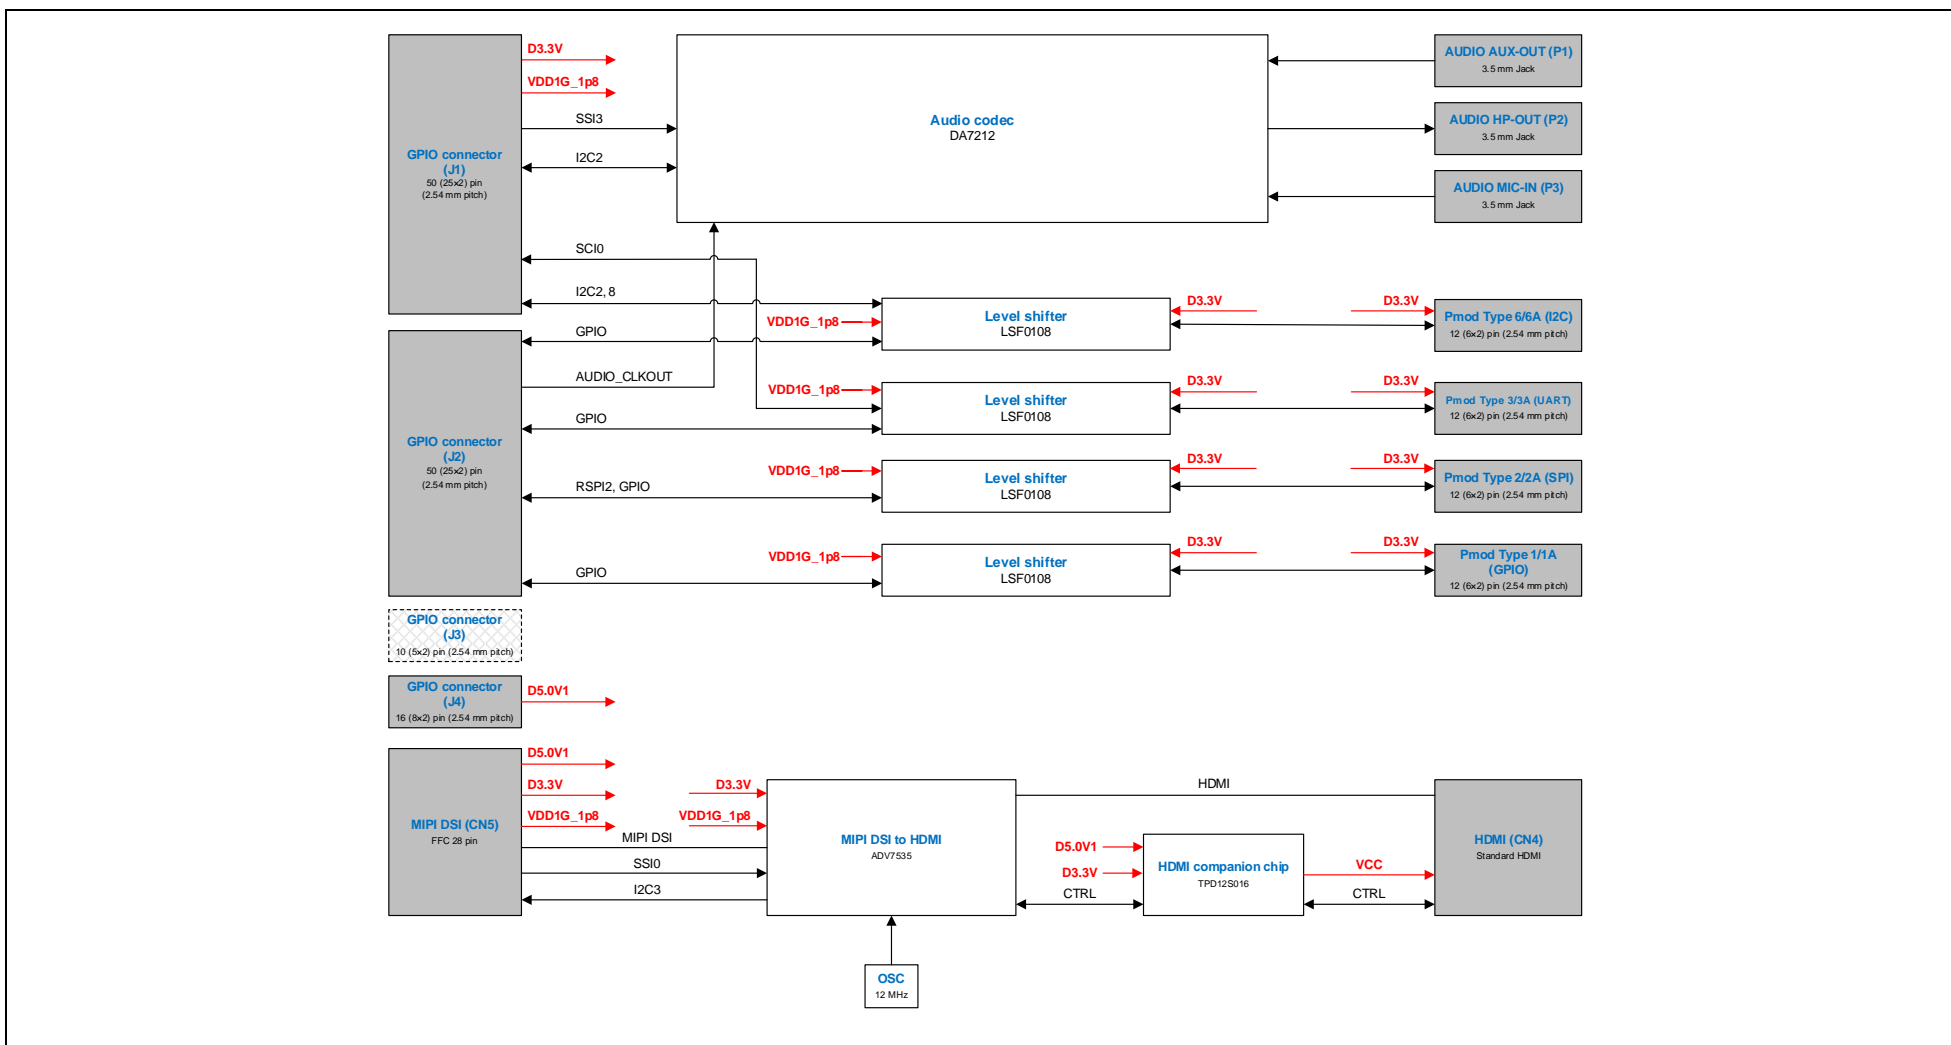 GPIO connector
(J1)
50 (25x2) pin
(2.54 mm pitch)
D3.3V
VDD1G_1p8
SSI3
I2C2
SCI0
I2C2, 8
Audio codec
DA7212
AUDIO AUX-OUT (P1)
3.5 mm Jack
AUDIO HP-OUT (P2)
3.5 mm Jack
AUDIO MIC-IN (P3)
3.5 mm Jack
GPIO connector
(J2)
50 (25x2) pin
(2.54 mm pitch)
GPIO
AUDIO_CLKOUT
GPIO
RSPI2, GPIO
GPIO
VDD1G_1p8
Level shifter
LSF0108
D3.3V
D3.3V
Pmod Type 6/6A (I2C)
12 (6x2) pin (2.54 mm pitch)
VDD1G_1p8
Level shifter
LSF0108
D3.3V
D3.3V
Pmod Type 3/3A (UART)
12 (6x2) pin (2.54 mm pitch)
VDD1G_1p8
Level shifter
LSF0108
D3.3V
D3.3V
Pmod Type 2/2A (SPI)
12 (6x2) pin (2.54 mm pitch)
VDD1G_1p8
Level shifter
LSF0108
D3.3V
D3.3V
Pmod Type 1/1A
(GPIO)
12 (6x2) pin (2.54 mm pitch)
GPIO connector
(J3)
10 (5x2) pin (2.54 mm pitch)
GPIO connector
(J4)
16 (8x2) pin (2.54 mm pitch)
D5.0V1
MIPI DSI (CN5)
FFC 28 pin
D5.0V1
D3.3V
VDD1G_1p8
MIPI DSI
SSI0
I2C3
D3.3V
VDD1G_1p8
MIPI DSI to HDMI
ADV7535
HDMI
D5.0V1
D3.3V
CTRL
HDMI companion chip
TPD12S016
VCC
CTRL
HDMI (CN4)
Standard HDMI
OSC
12 MHz